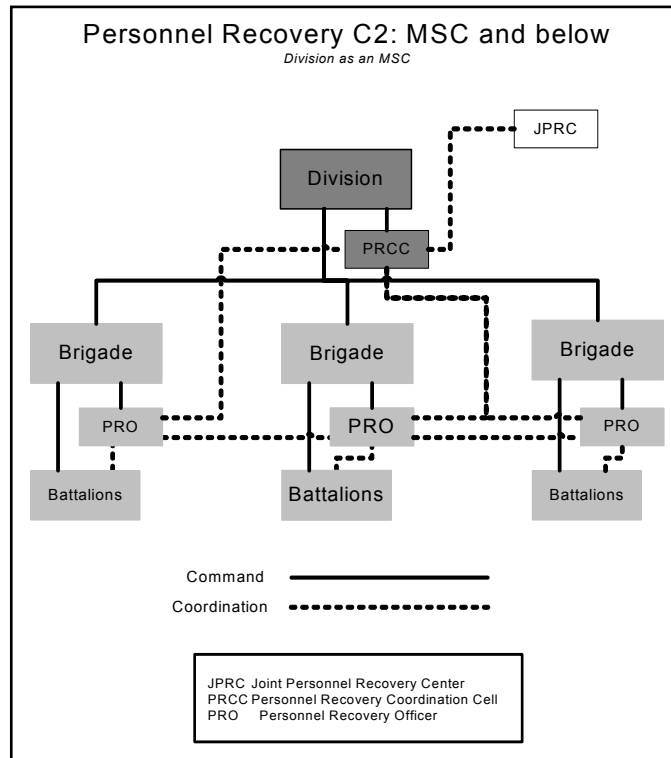 Personnel Recovery C2: MSC and below
Division as an MSC
JPRC
Division
PRCC
Brigade
Brigade
Brigade
PRO
PRO
PRO
Battalions
Battalions
Battalions
Command
Coordination
JPRC Joint Personnel Recovery Center
PRCC Personnel Recovery Coordination Cell
PRO Personnel Recovery Officer